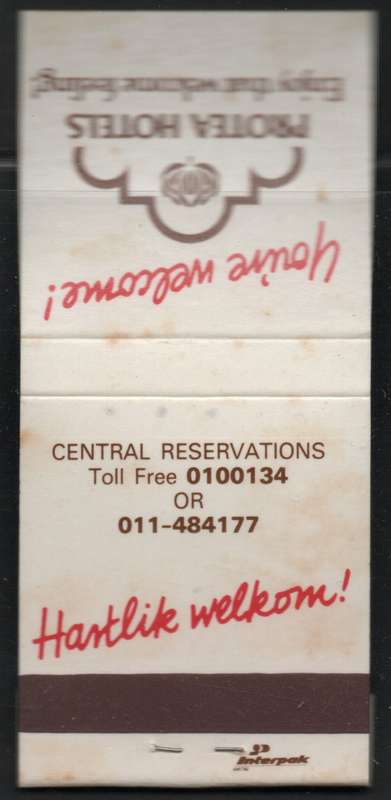 You're welcome!
PROTEA HOTELS
Enjoy that welcome feeling!
CENTRAL RESERVATIONS
Toll Free 0100134
OR
011-484177
Hartlik welkom!
Interpak